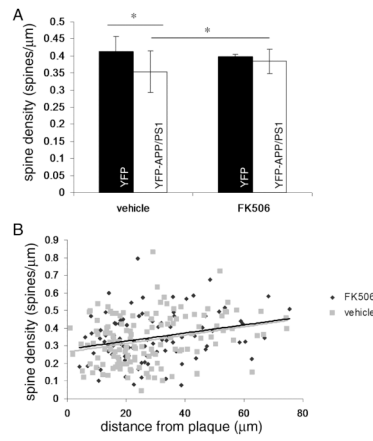 A
spine density (spines/µm)
0.5
0.45
0.4
0.35
0.3
0.25
0.2
0.15
0.1
0.05
0
*
*
YFP
YFP-APP/PS1
YFP
YFP-APP/PS1
vehicle
FK506
B
spine density (spines/µm)
0.9
0.8
0.7
0.6
0.5
0.4
0.3
0.2
0.1
0
0
20
40
60
80
distance from plaque (µm)
FK506
vehicle